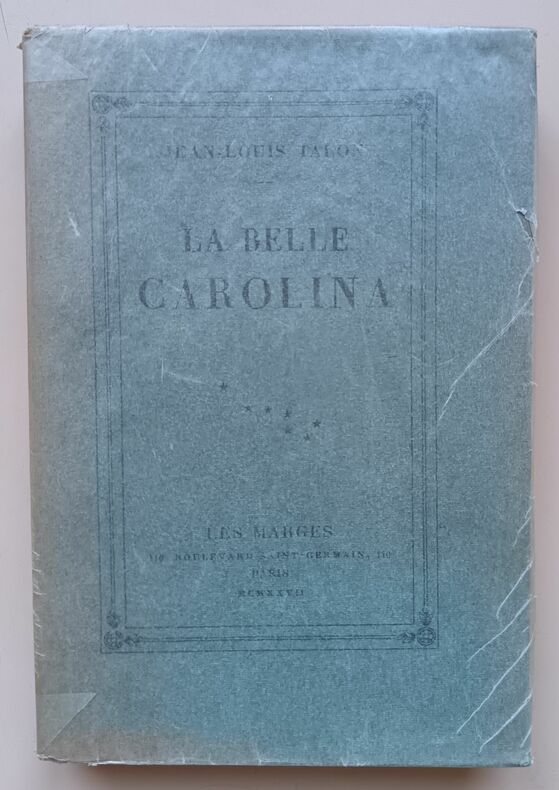 JEAN-LOUIS TALON
LA BELLE
CAROLINA
LES MARGES
110 BOULEVARD SAINT-GERMAIN, 110
PARIS
MCMXXVII